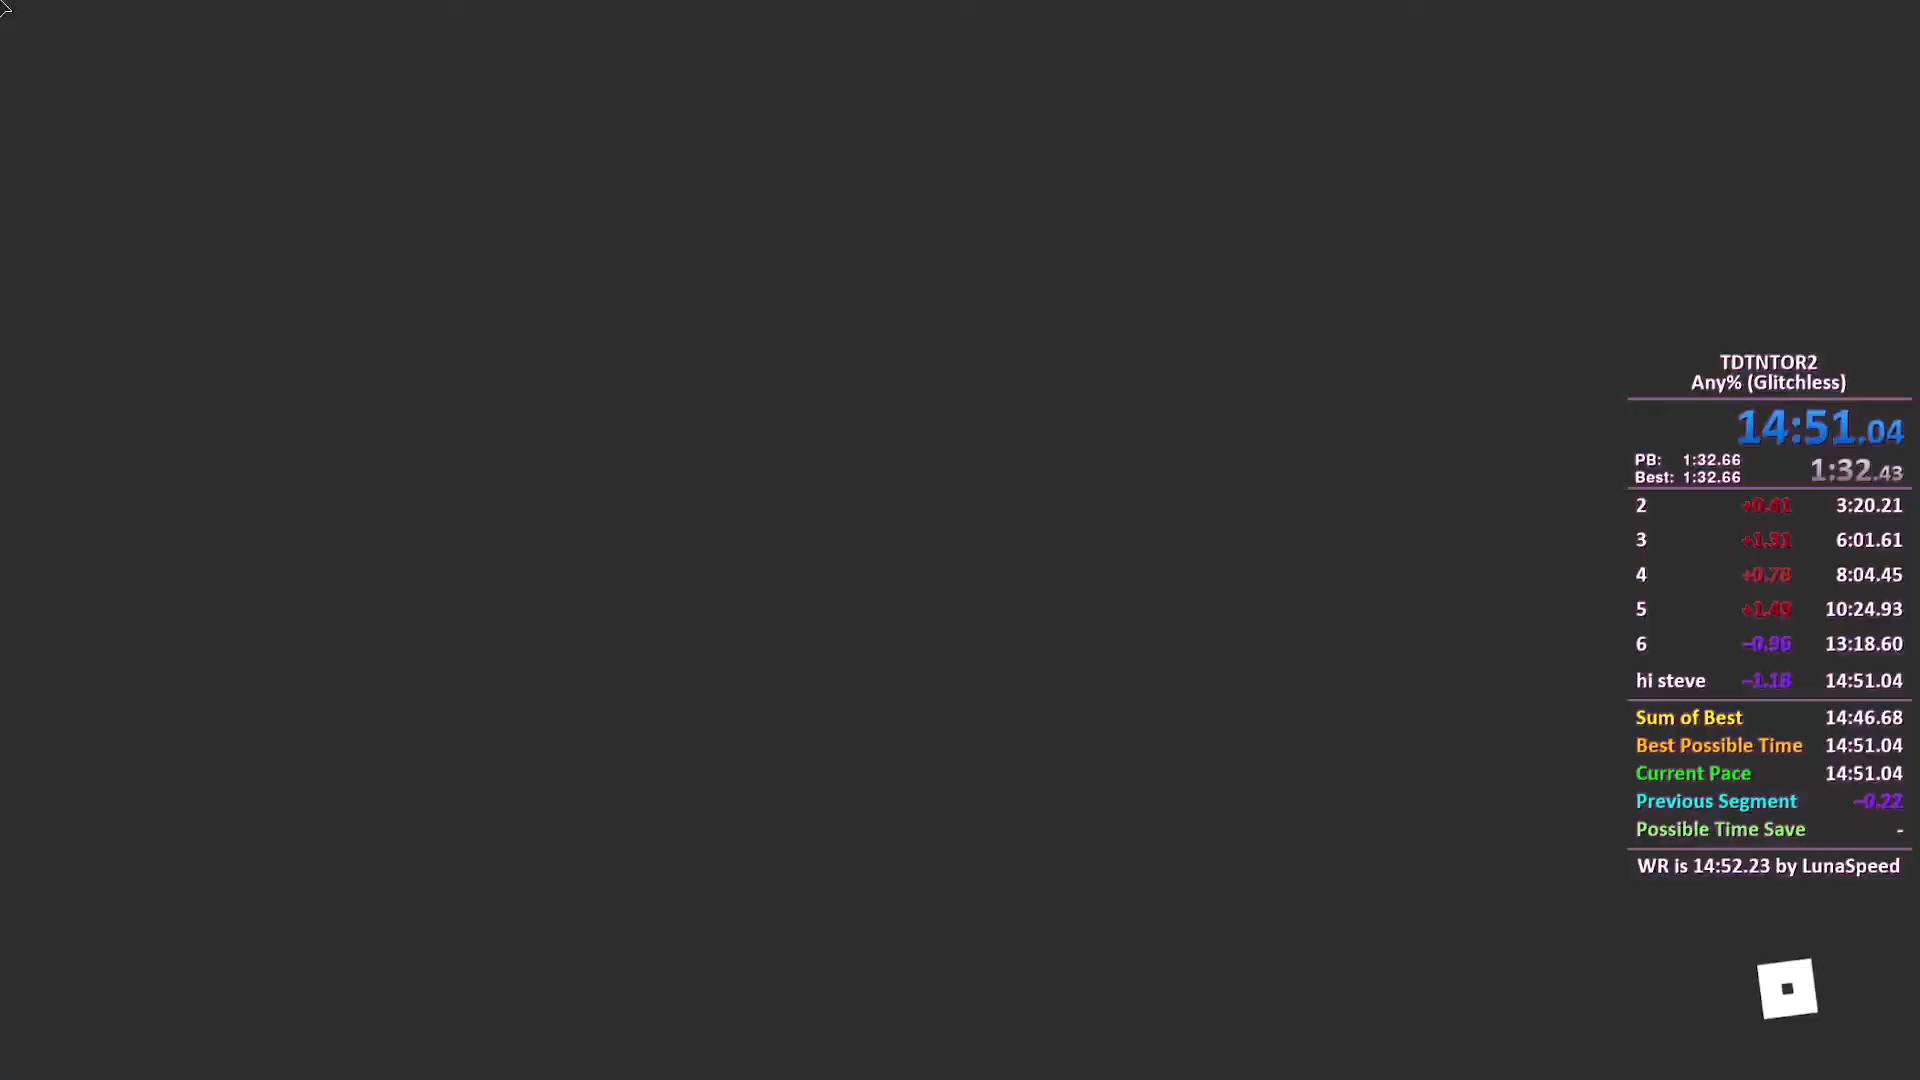 TDTNTOR2
Any% (Glitchless)
14:51.04
PB: 1:32.66
Best: 1:32.66
1:32.43
2 +0.41 3:20.21
3 +1.31 6:01.61
4 +0.78 8:04.45
5 +1.49 10:24.93
6 −0.96 13:18.60
hi steve −1.18 14:51.04
Sum of Best 14:46.68
Best Possible Time 14:51.04
Current Pace 14:51.04
Previous Segment −0.22
Possible Time Save -
WR is 14:52.23 by LunaSpeed